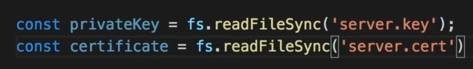 const privateKey = fs.readFileSync('server.key');
const certificate = fs.readFileSync('server.cert')